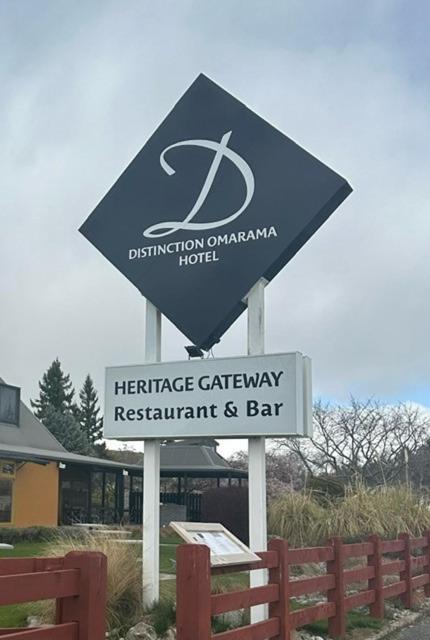 D
DISTINCTION OMARAMA
HOTEL
HERITAGE GATEWAY
Restaurant & Bar